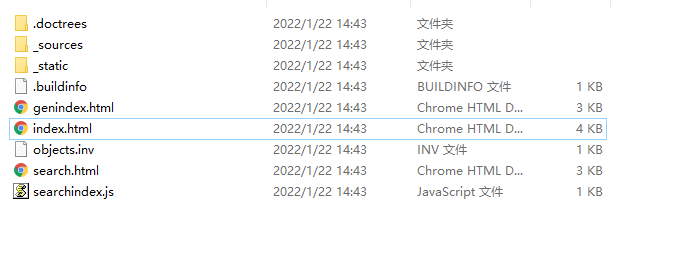 .doctrees 2022/1/22 14:43 文件夹
_sources 2022/1/22 14:43 文件夹
_static 2022/1/22 14:43 文件夹
.buildinfo 2022/1/22 14:43 BUILDINFO 文件 1 KB
genindex.html 2022/1/22 14:43 Chrome HTML D... 3 KB
index.html 2022/1/22 14:43 Chrome HTML D... 4 KB
objects.inv 2022/1/22 14:43 INV 文件 1 KB
search.html 2022/1/22 14:43 Chrome HTML D... 3 KB
searchindex.js 2022/1/22 14:43 JavaScript 文件 1 KB